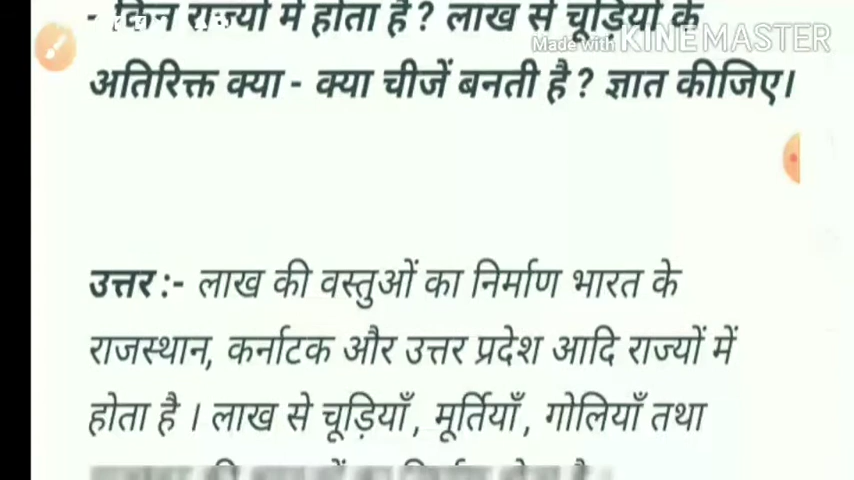 राज्यों में होता है? लाख से चूड़ियों के
Made with KINEMASTER
अतिरिक्त क्या - क्या चीजें बनती है? ज्ञात कीजिए।
उत्तर :- लाख की वस्तुओं का निर्माण भारत के
राजस्थान, कर्नाटक और उत्तर प्रदेश आदि राज्यों में
होता है । लाख से चूड़ियाँ, मूर्तियाँ, गोलियाँ तथा